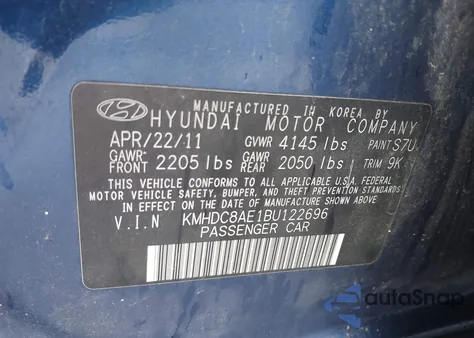 MANUFACTURED IN KOREA BY
HYUNDAI MOTOR COMPANY
APR/22/11 GVWR 4145 lbs PAINT S7U
GAWR FRONT 2205 lbs GAWR REAR 2050 lbs TRIM 9K
THIS VEHICLE CONFORMS TO ALL APPLICABLE FEDERAL
MOTOR VEHICLE SAFETY, BUMPER, AND THEFT PREVENTION STANDARDS
IN EFFECT ON THE DATE OF MANUFACTURE SHOWN ABOVE.
V.I.N KMHDC8AE1BU122696
PASSENGER CAR
autoSnap